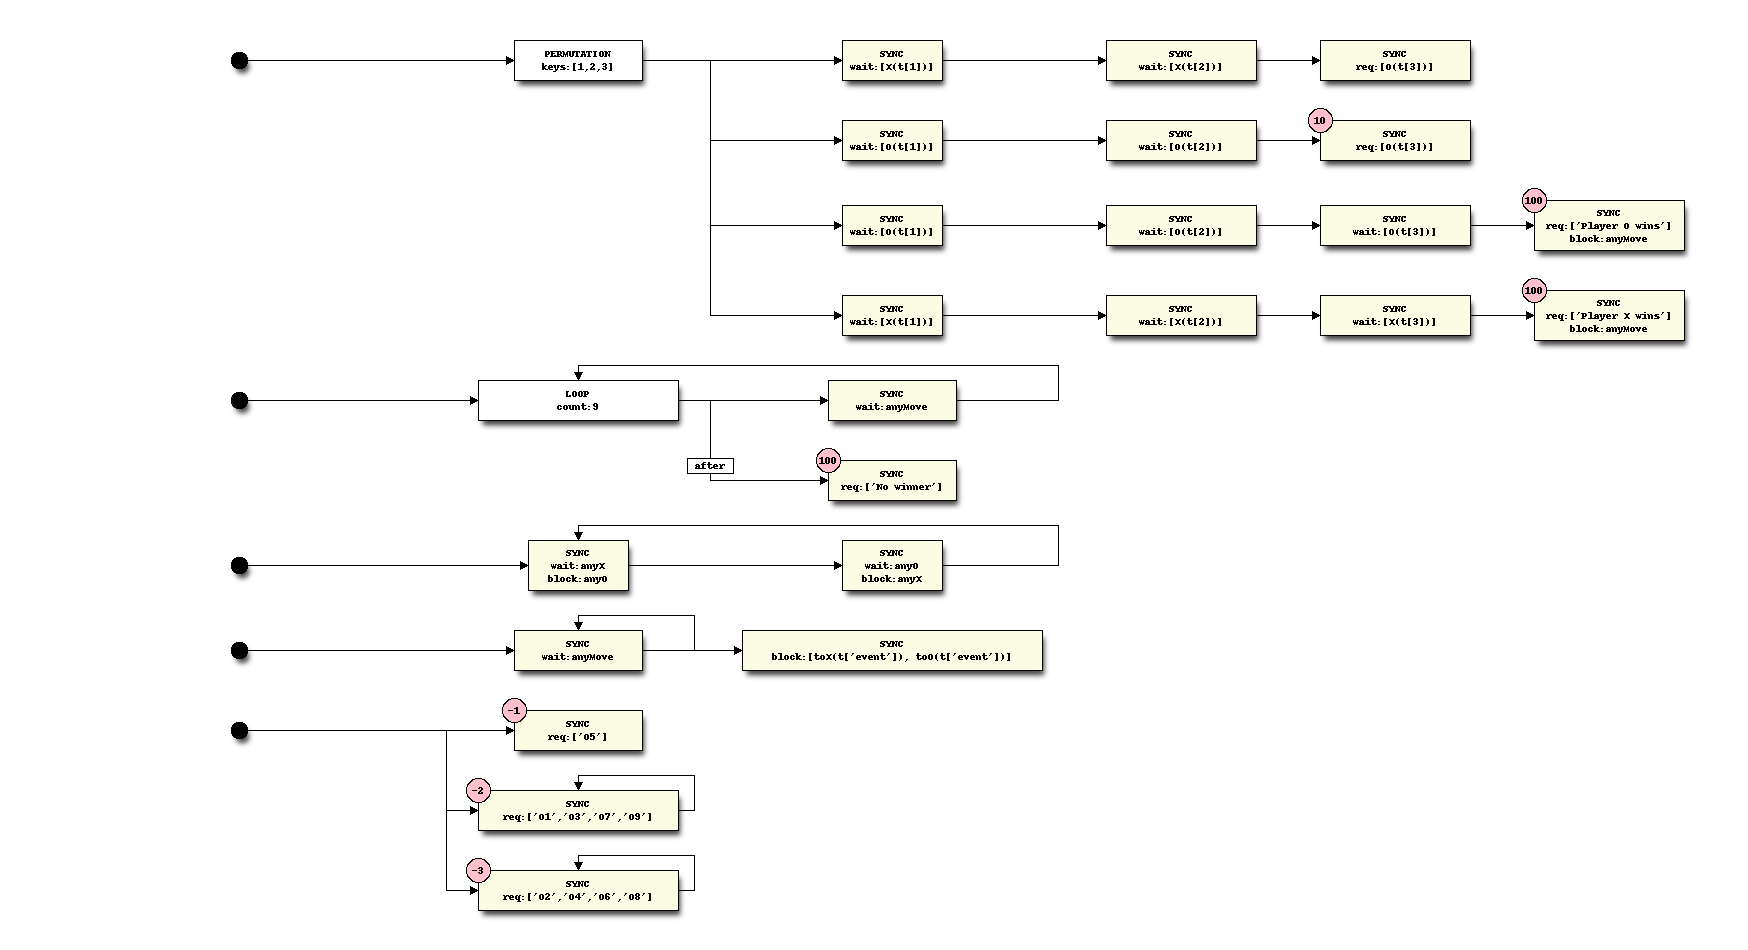 PERMUTATION
keys:[1,2,3]
SYNC
wait:[X(t[1])]
SYNC
wait:[X(t[2])]
SYNC
req:[O(t[3])]
SYNC
wait:[O(t[1])]
SYNC
wait:[O(t[2])]
10
SYNC
req:[O(t[3])]
SYNC
wait:[O(t[1])]
SYNC
wait:[O(t[2])]
SYNC
wait:[O(t[3])]
100
SYNC
req:['Player O wins']
block:anyMove
SYNC
wait:[X(t[1])]
SYNC
wait:[X(t[2])]
SYNC
wait:[X(t[3])]
100
SYNC
req:['Player X wins']
block:anyMove
LOOP
count:9
SYNC
wait:anyMove
after
100
SYNC
req:['No winner']
SYNC
wait:anyX
block:anyO
SYNC
wait:anyO
block:anyX
SYNC
wait:anyMove
SYNC
block:[toX(t['event']), toO(t['event'])]
-1
SYNC
req:['O5']
-2
SYNC
req:['O1','O3','O7','O9']
-3
SYNC
req:['O2','O4','O6','O8']